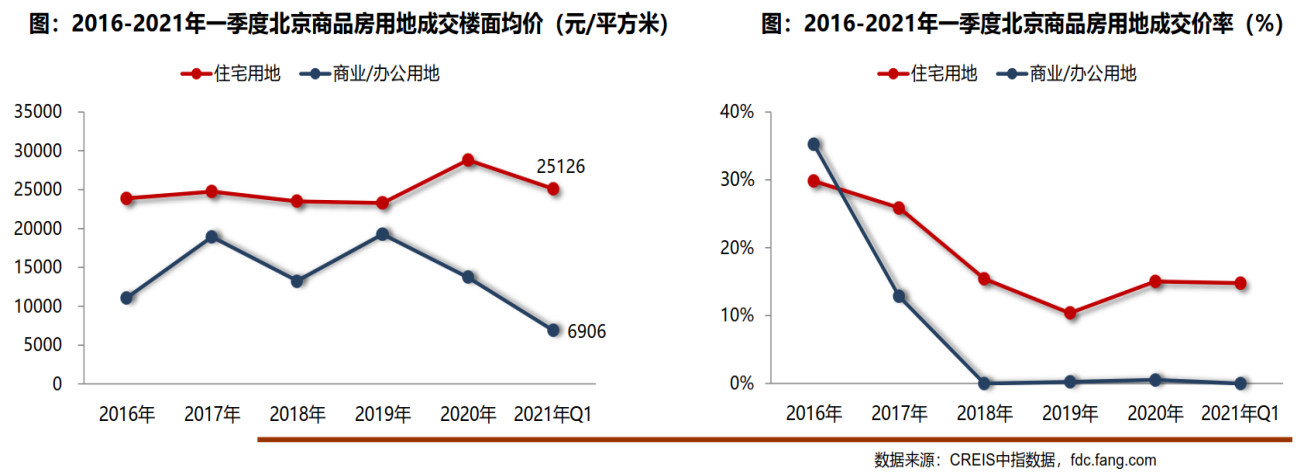 图：2016-2021年一季度北京商品房用地成交楼面均价（元/平方米）
住宅用地 商业/办公用地
35000
30000
25000
20000
15000
10000
5000
0
25126
6906
2016年 2017年 2018年 2019年 2020年 2021年Q1
图：2016-2021年一季度北京商品房用地成交价率（%）
住宅用地 商业/办公用地
40%
30%
20%
10%
0%
2016年 2017年 2018年 2019年 2020年 2021年Q1
数据来源：CREIS中指数据，fdc.fang.com